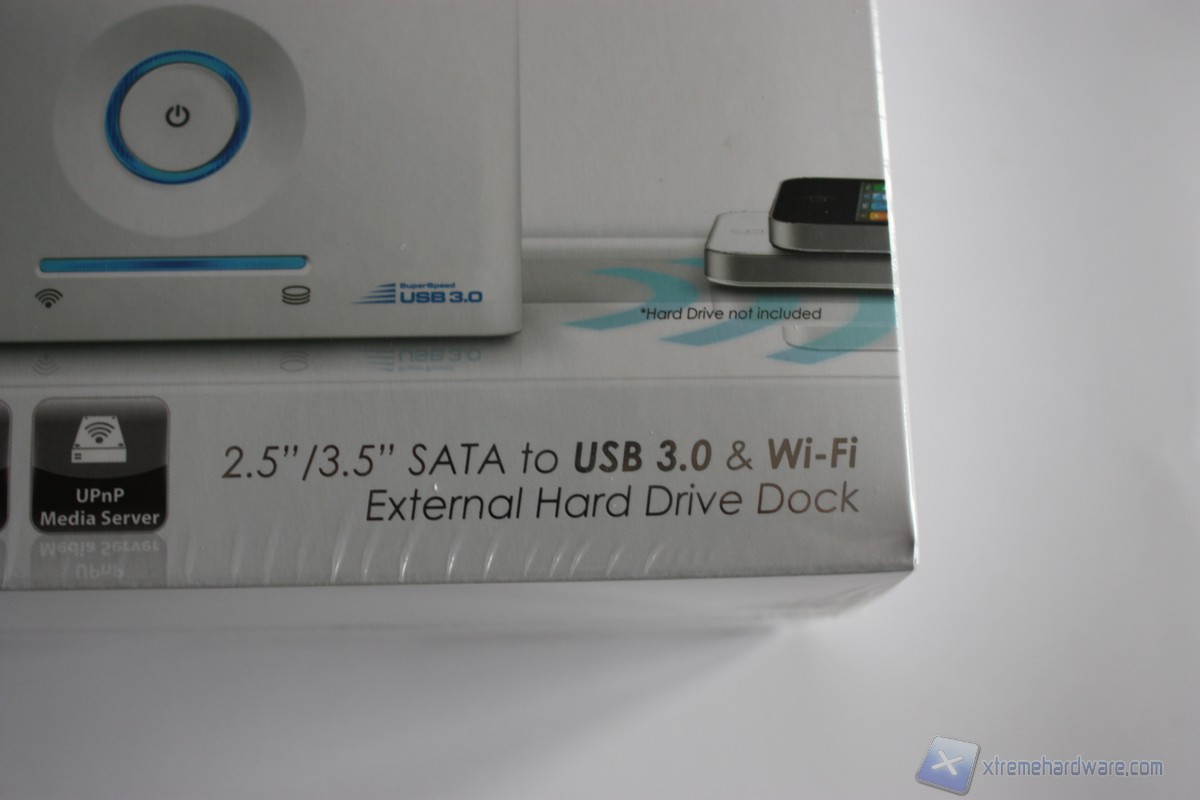 SuperSpeed
USB 3.0
*Hard Drive not included
2.5”/3.5” SATA to USB 3.0 & Wi-Fi
External Hard Drive Dock
UPnP
Media Server
xtremehardware.com